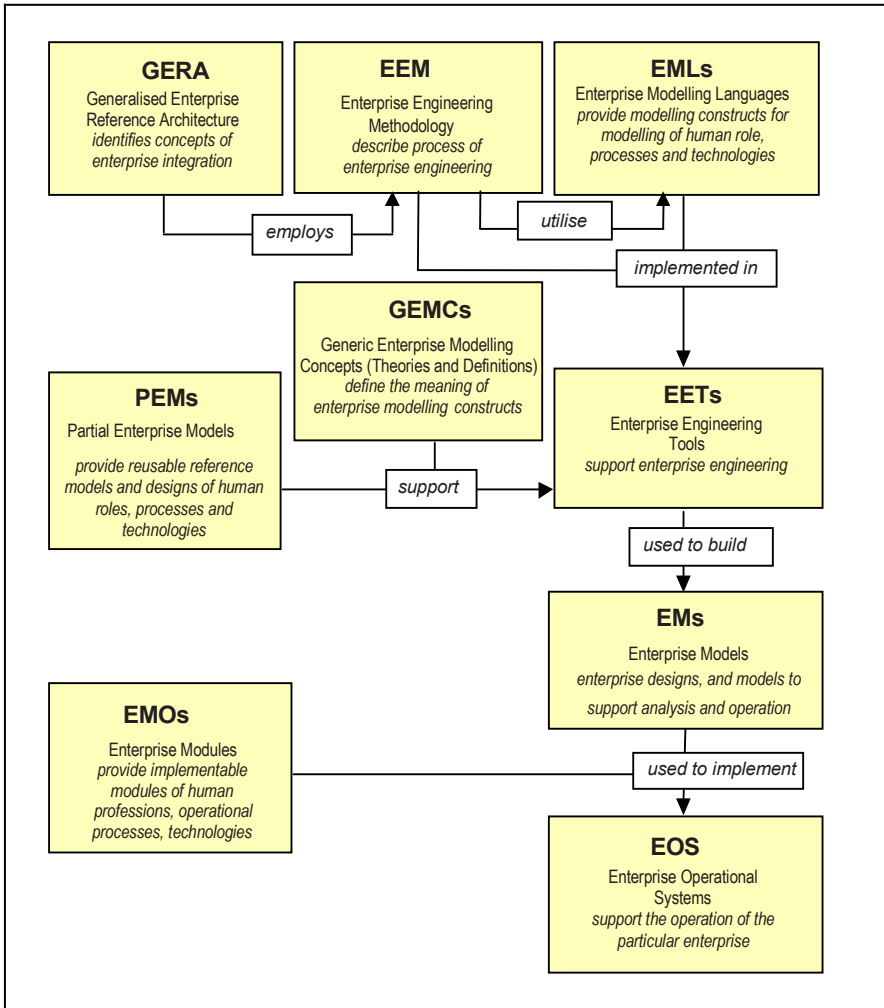 GERA
Generalised Enterprise
Reference Architecture
identifies concepts of
enterprise integration
EEM
Enterprise Engineering
Methodology
describe process of
enterprise engineering
EMLs
Enterprise Modelling Languages
provide modelling constructs for
modelling of human role,
processes and technologies
employs
utilise
implemented in
GEMCs
Generic Enterprise Modelling
Concepts (Theories and Definitions)
define the meaning of
enterprise modelling constructs
PEMs
Partial Enterprise Models
provide reusable reference
models and designs of human
roles, processes and
technologies
support
EETs
Enterprise Engineering
Tools
support enterprise engineering
used to build
EMs
Enterprise Models
enterprise designs, and models to
support analysis and operation
EMOs
Enterprise Modules
provide implementable
modules of human
professions, operational
processes, technologies
used to implement
EOS
Enterprise Operational
Systems
support the operation of the
particular enterprise